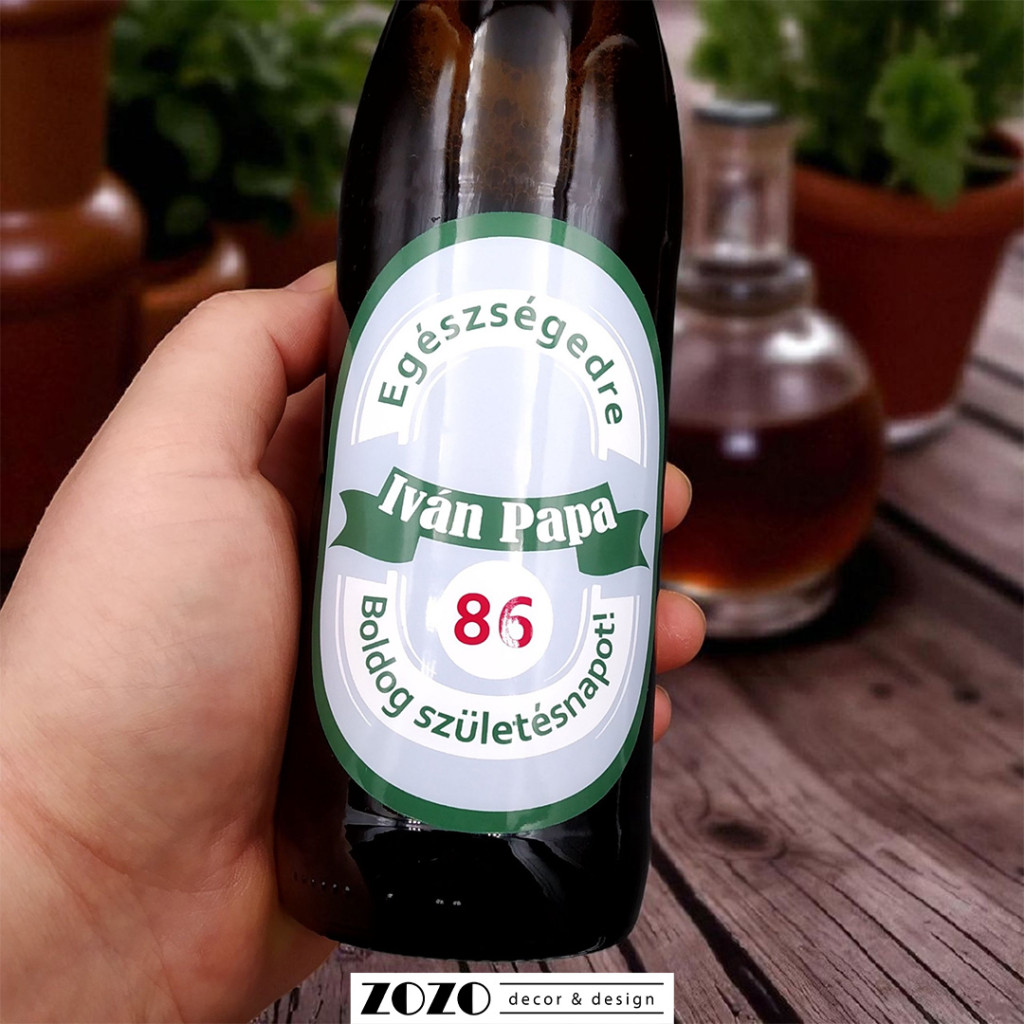 Egészségedre
Iván Papa
86
Boldog születésnapot!
ZOZO decor & design